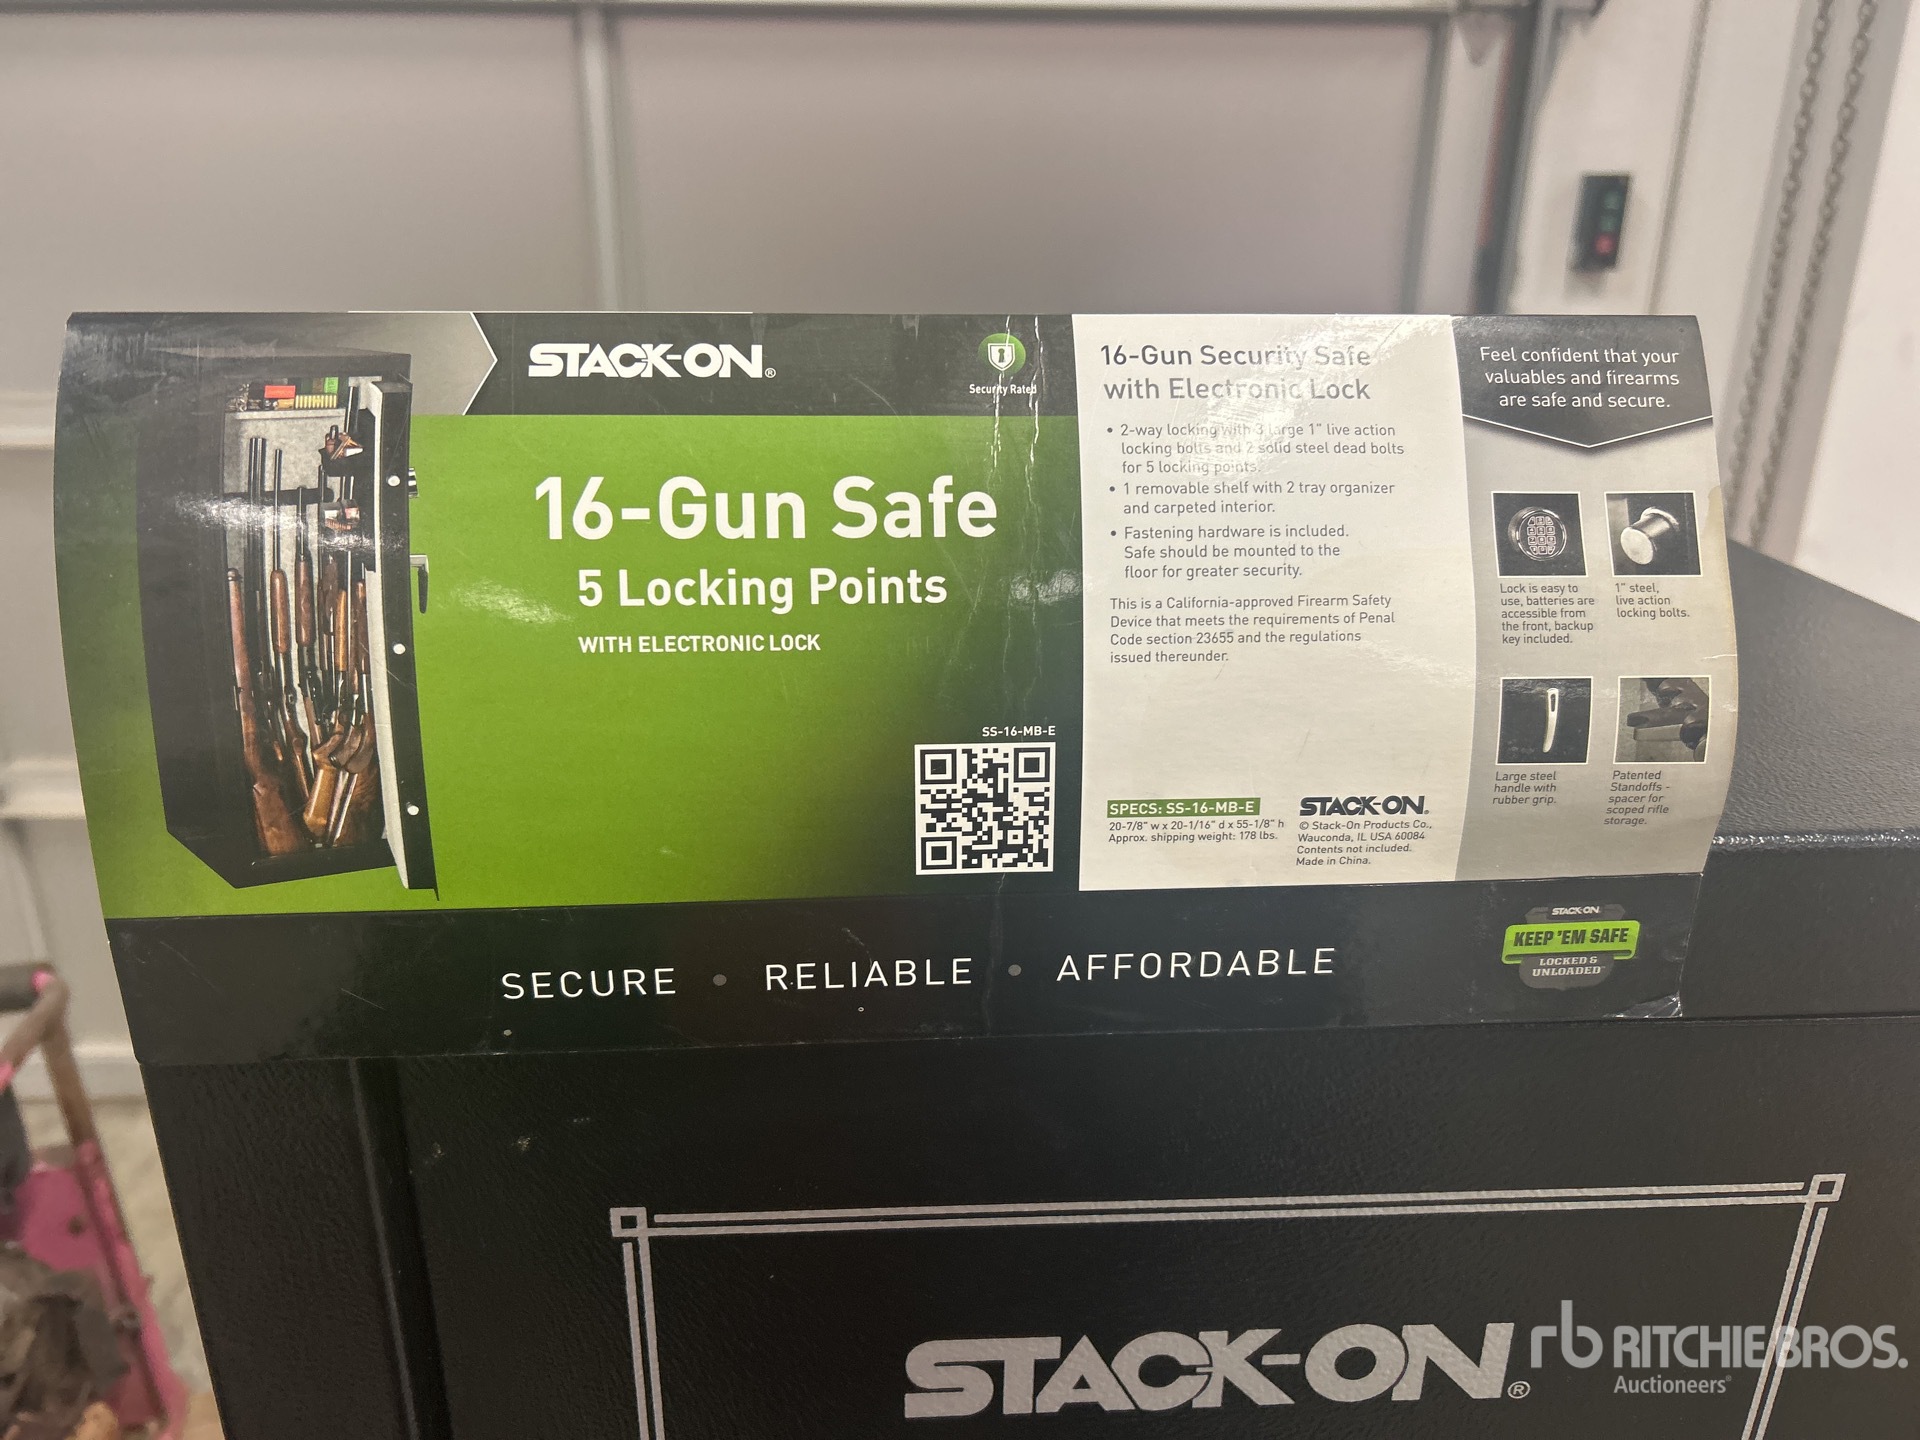 STACK-ON®
Security Rated
16-Gun Safe
5 Locking Points
WITH ELECTRONIC LOCK
SS-16-MB-E
16-Gun Security Safe
with Electronic Lock
• 2-way locking with 3 large 1" live action
locking bolts and 2 solid steel dead bolts
for 5 locking points.
• 1 removable shelf with 2 tray organizer
and carpeted interior.
• Fastening hardware is included.
Safe should be mounted to the
floor for greater security.
This is a California-approved Firearm Safety
Device that meets the requirements of Penal
Code section 23655 and the regulations
issued thereunder.
SPECS: SS-16-MB-E
20-7/8" w x 20-1/16" d x 55-1/8" h
Approx. shipping weight: 178 lbs.
STACK-ON®
© Stack-On Products Co.,
Wauconda, IL USA 60084
Contents not included.
Made in China.
Feel confident that your
valuables and firearms
are safe and secure.
Lock is easy to
use, batteries are
accessible from
the front, backup
key included.
1" steel,
live action
locking bolts.
Large steel
handle with
rubber grip.
Patented
Standoffs -
spacer for
scoped rifle
storage.
SECURE • RELIABLE • AFFORDABLE
STACK-ON
KEEP 'EM SAFE
LOCKED &
UNLOADED™
STACK-ON®
rb RITCHIE BROS.
Auctioneers®